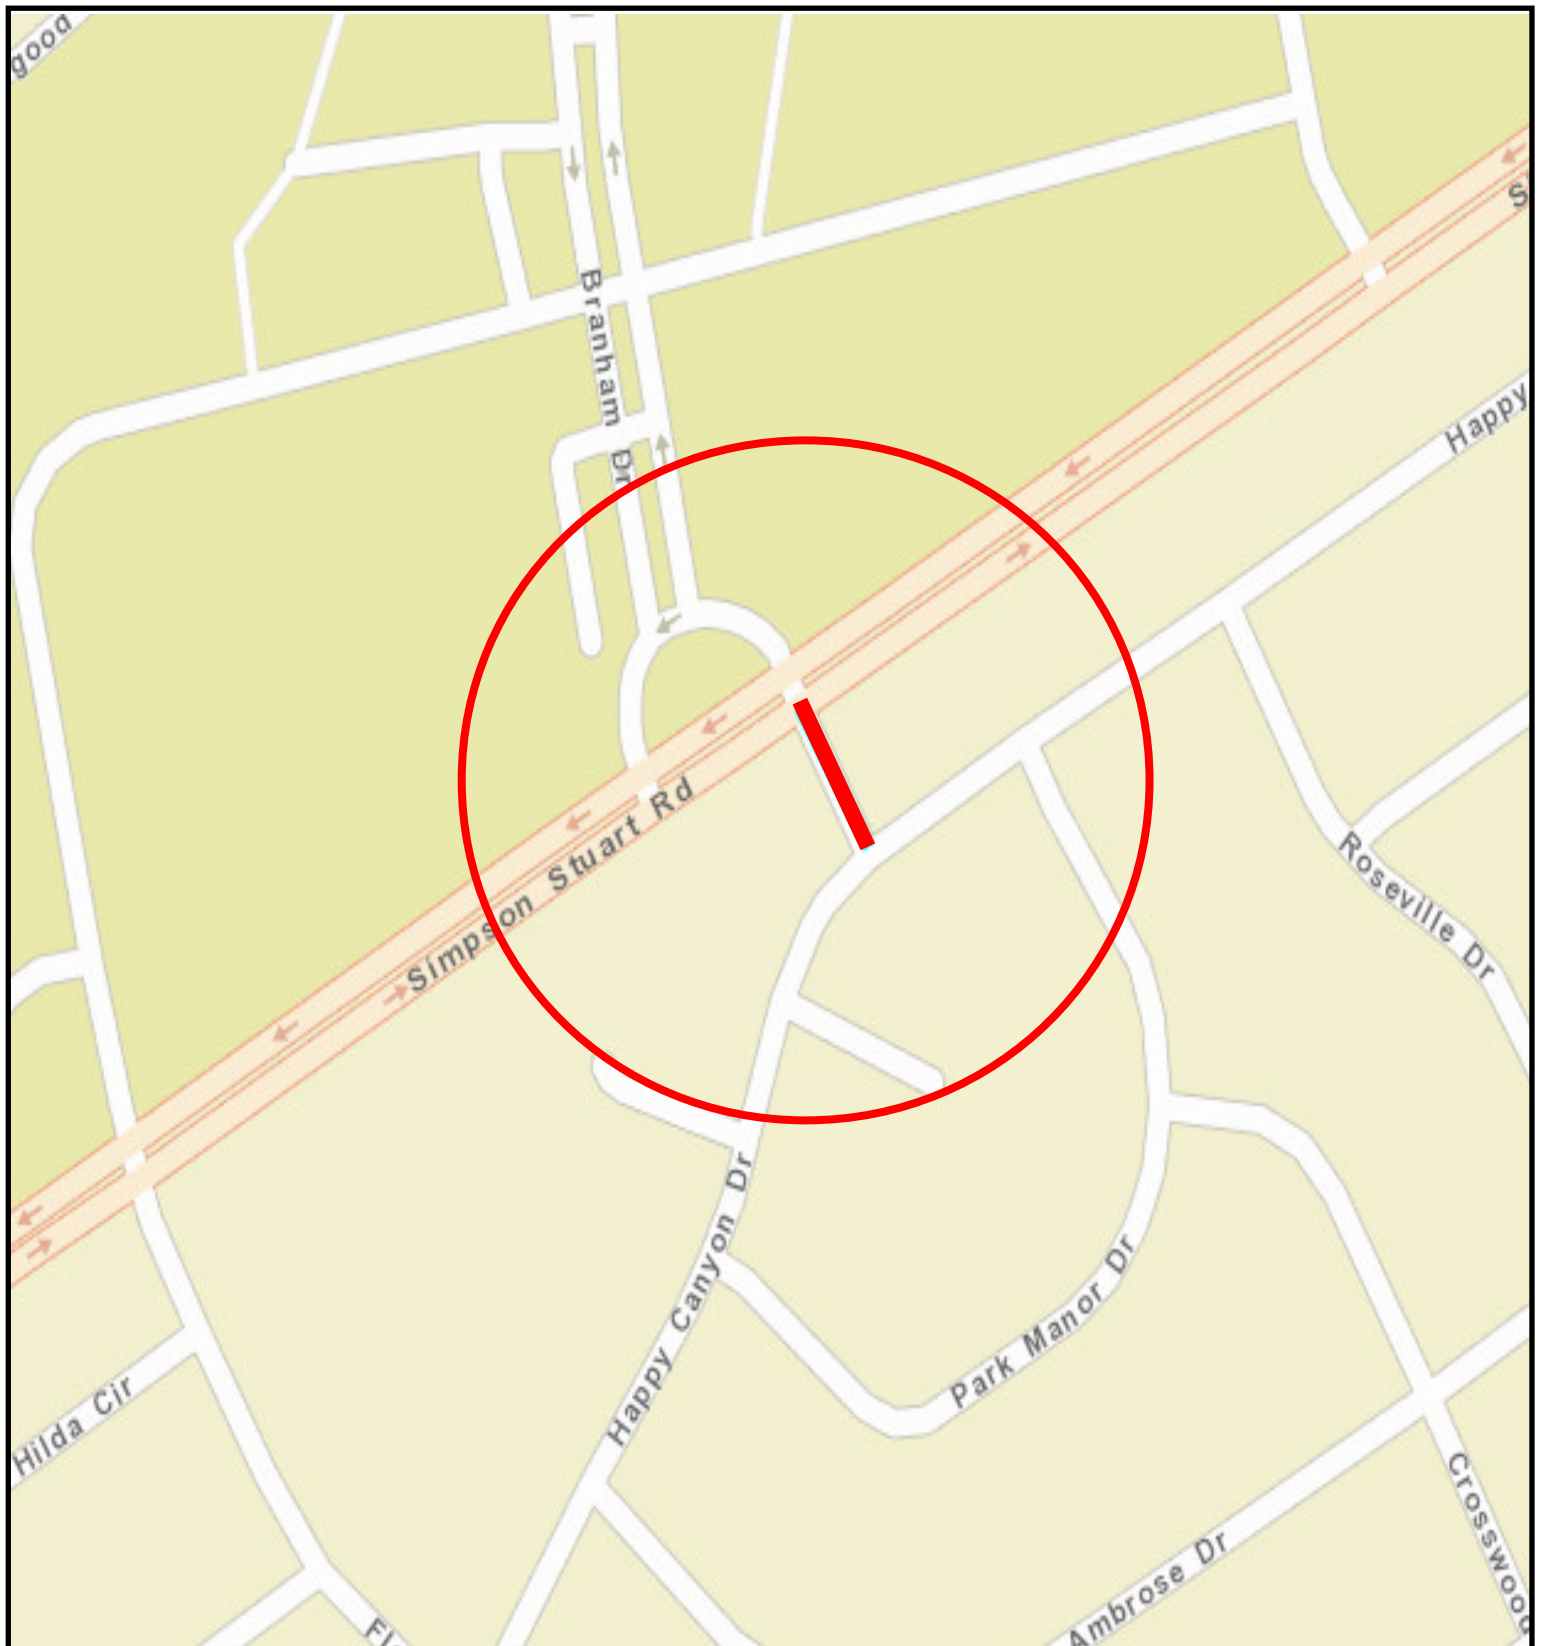 good
Branham Dr
S
Happy
Simpson Stuart Rd
Roseville Dr
Happy Canyon Dr
Park Manor Dr
Hilda Cir
Crosswood
Ambrose Dr